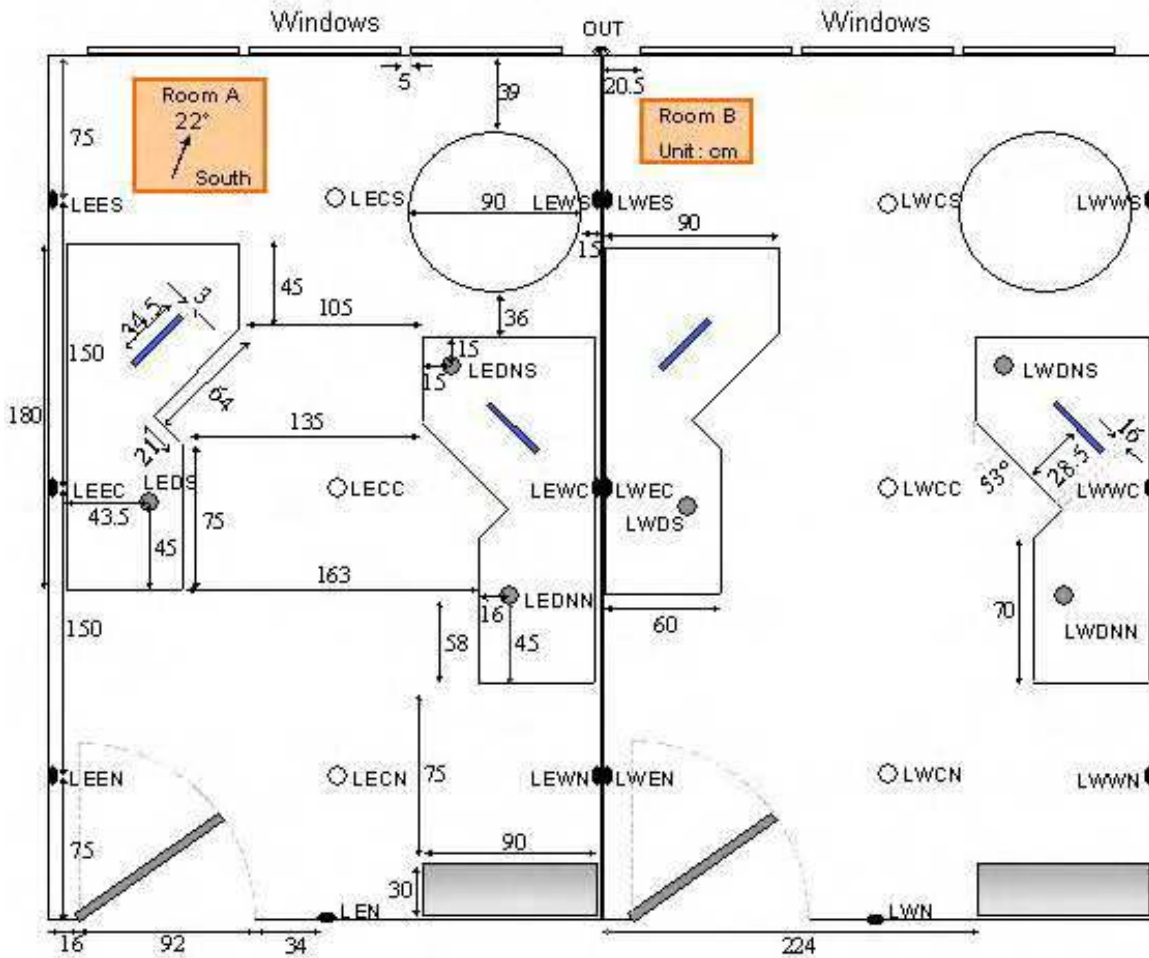 Windows
OUT
Windows
5
39
20.5
Room A
22°
South
Room B
Unit : cm
75
LEES
LECS
90
LEWS
LWES
LWCS
LWWS
15
90
45
3
34.5
105
36
150
15
15
LEDNS
LWDNS
64
180
135
16
21
28.5
53°
LEEC
LEDS
LECC
LEWC
LWEC
LWCC
LWWC
43.5
75
LWDS
45
163
16
LEDNN
60
70
LWDNN
150
58
45
LEEN
LECN
75
LEWN
LWEN
LWCN
LWWN
75
90
30
LEN
LWN
16
92
34
224